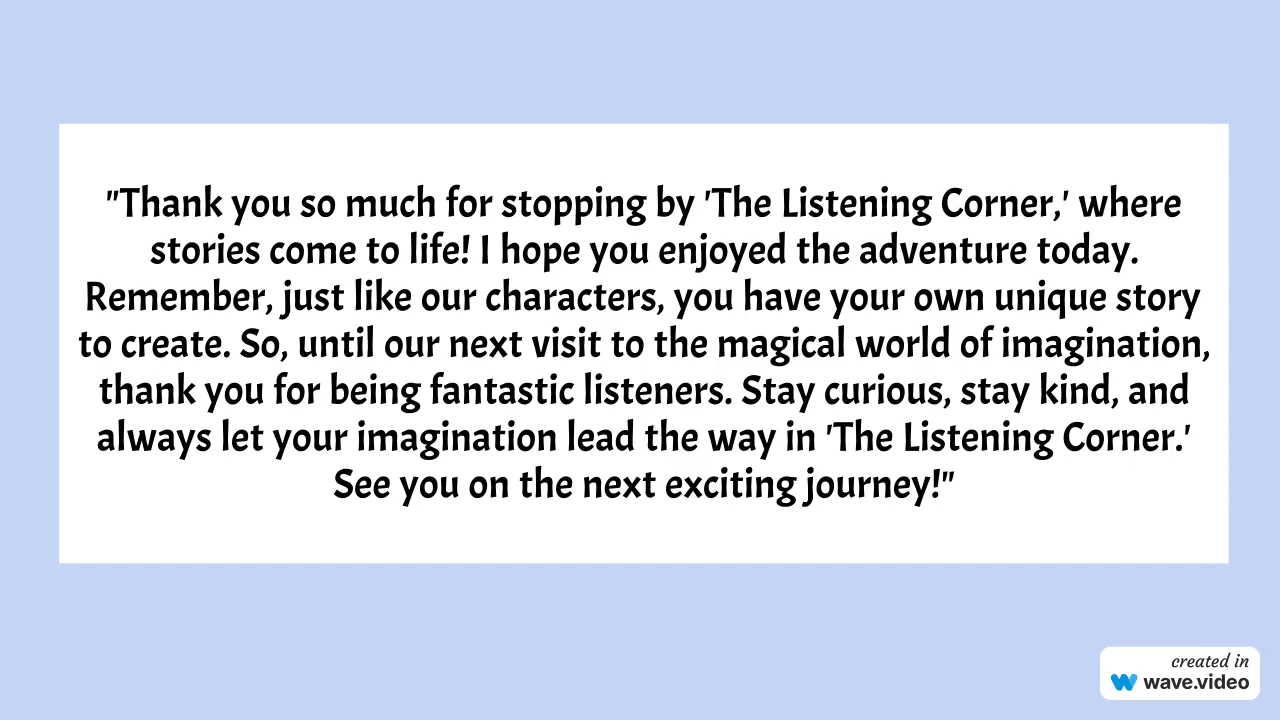 "Thank you so much for stopping by 'The Listening Corner,' where
stories come to life! I hope you enjoyed the adventure today.
Remember, just like our characters, you have your own unique story
to create. So, until our next visit to the magical world of imagination,
thank you for being fantastic listeners. Stay curious, stay kind, and
always let your imagination lead the way in 'The Listening Corner.'
See you on the next exciting journey!"
created in
wave.video